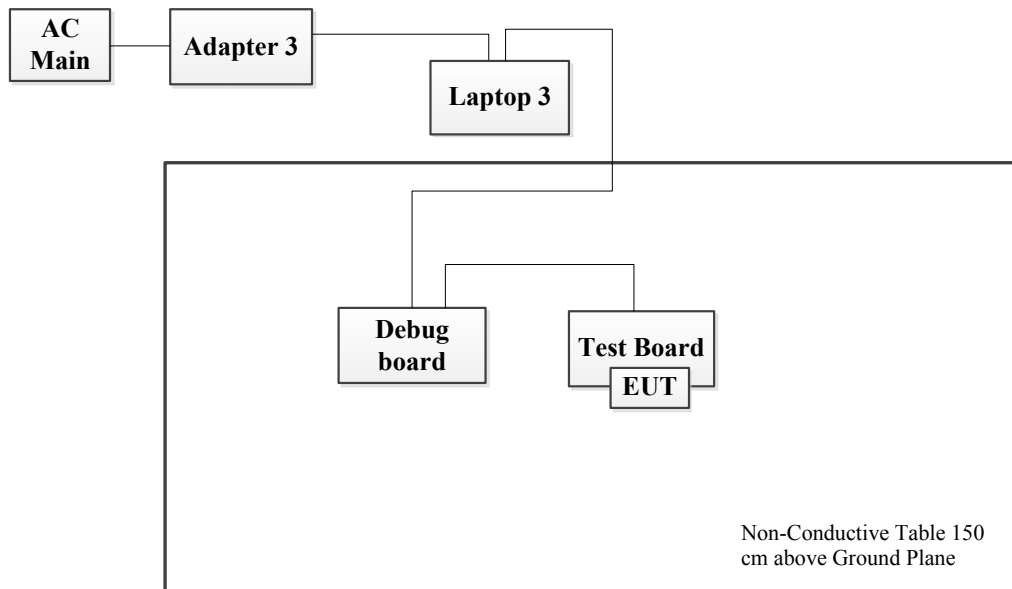 AC
Main
Adapter 3
Laptop 3
Debug
board
Test Board
EUT
Non-Conductive Table 150
cm above Ground Plane